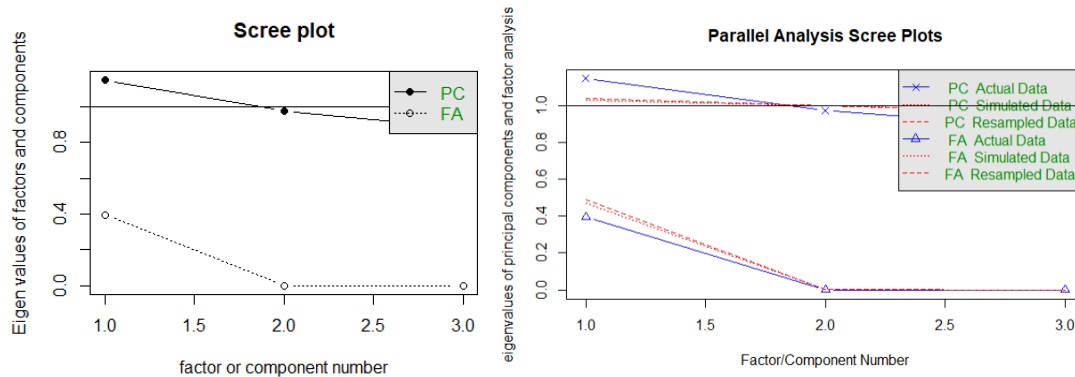 Scree plot
Eigen values of factors and components
0.0
0.4
0.8
PC
FA
1.0
1.5
2.0
2.5
3.0
factor or component number
Parallel Analysis Scree Plots
eigenvalues of principal components and factor analysis
0.0
0.2
0.4
0.6
0.8
1.0
PC Actual Data
PC Simulated Data
PC Resampled Data
FA Actual Data
FA Simulated Data
FA Resampled Data
1.0
1.5
2.0
2.5
3.0
Factor/Component Number